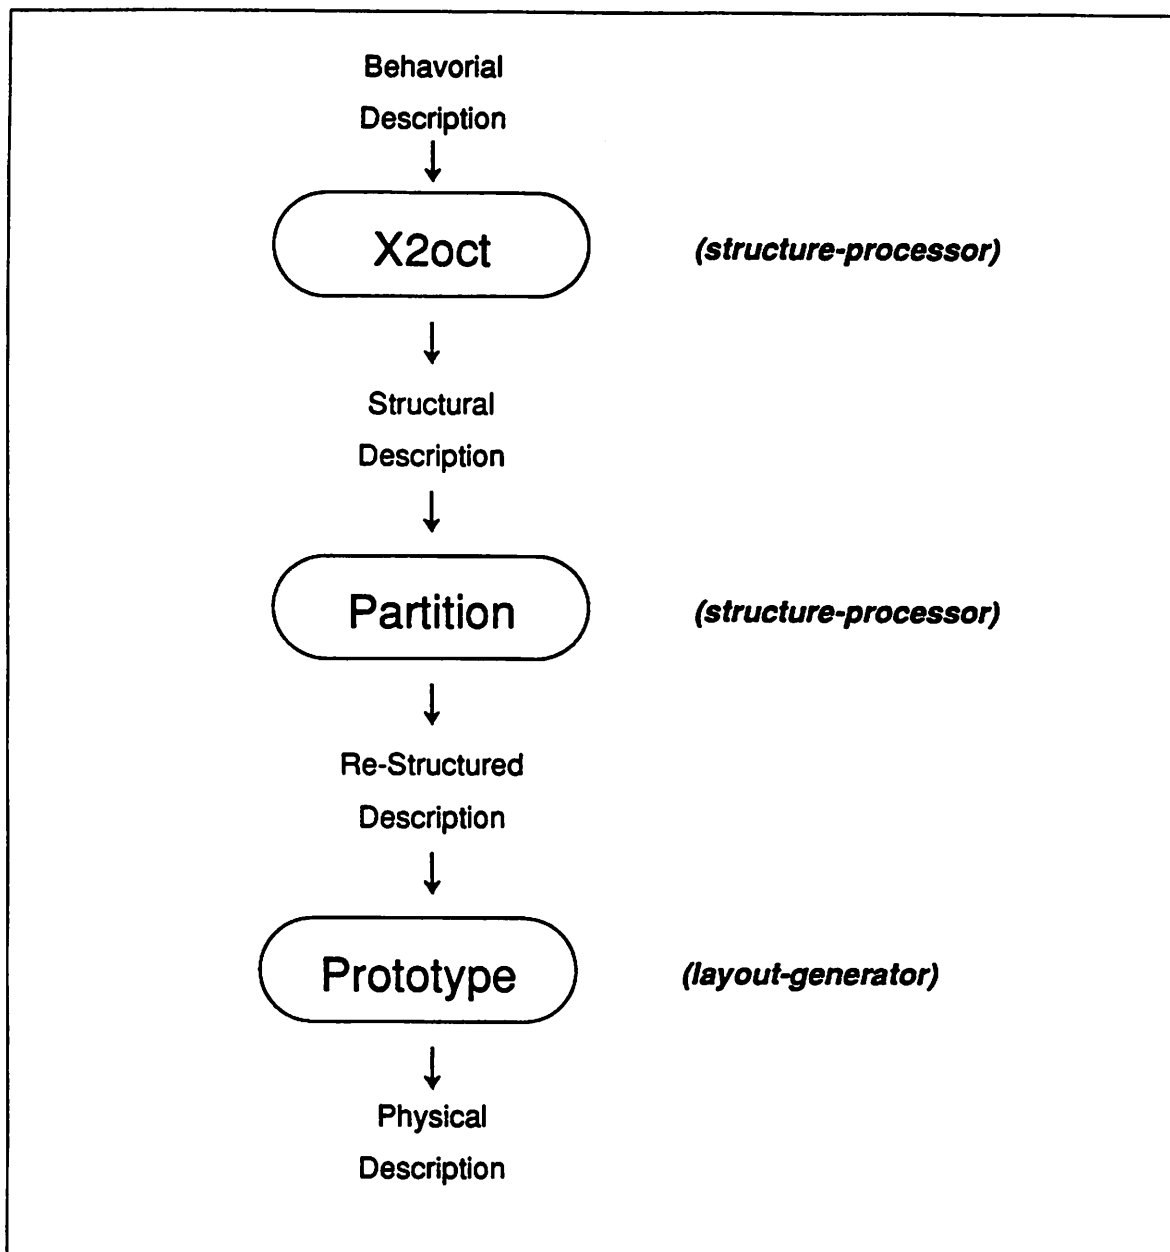 Behavorial
Description
X2oct
(structure-processor)
Structural
Description
Partition
(structure-processor)
Re-Structured
Description
Prototype
(layout-generator)
Physical
Description